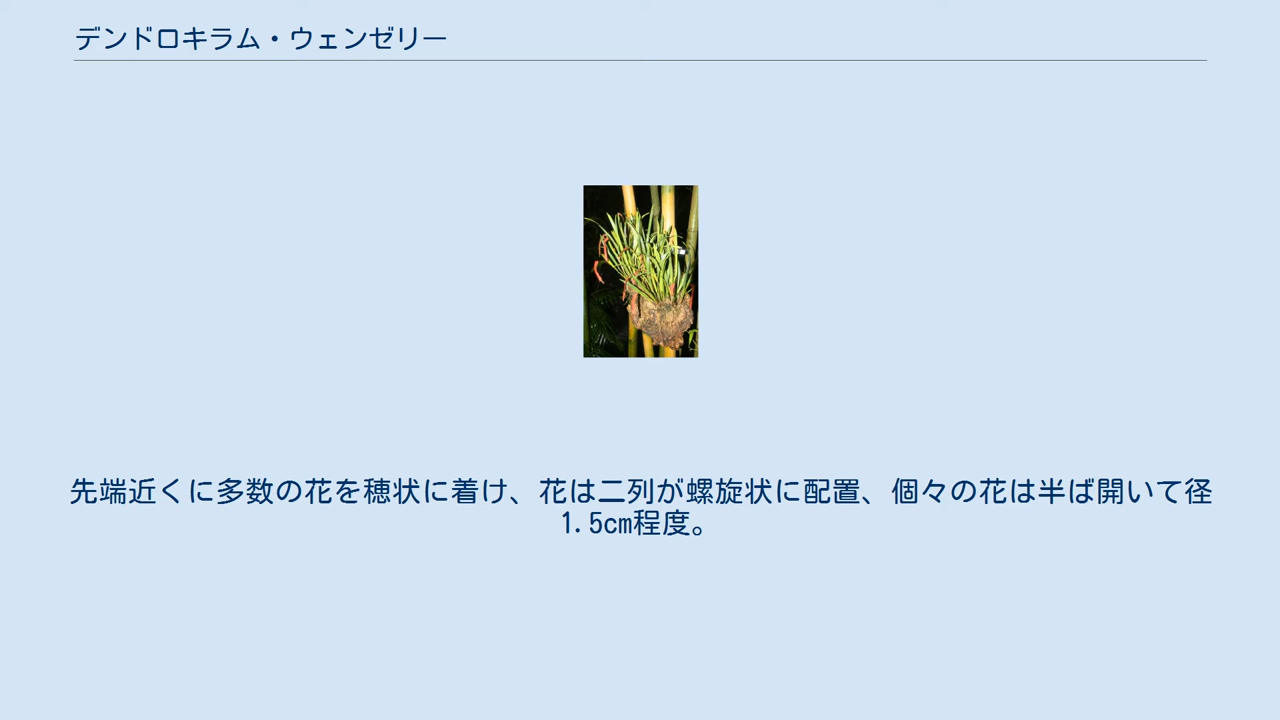 デンドロキラム・ウェンゼリー
先端近くに多数の花を穂状に着け、花は二列が螺旋状に配置、個々の花は半ば開いて径
1.5cm程度。